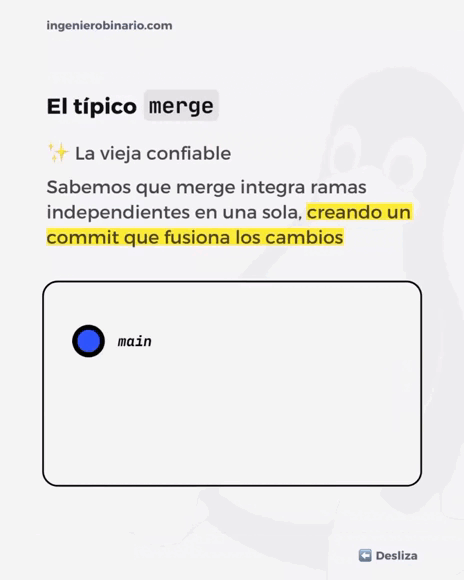 ingenierobinario.com
El típico merge
✨ La vieja confiable
Sabemos que merge integra ramas
independientes en una sola, creando un
commit que fusiona los cambios
main
⬅️ Desliza